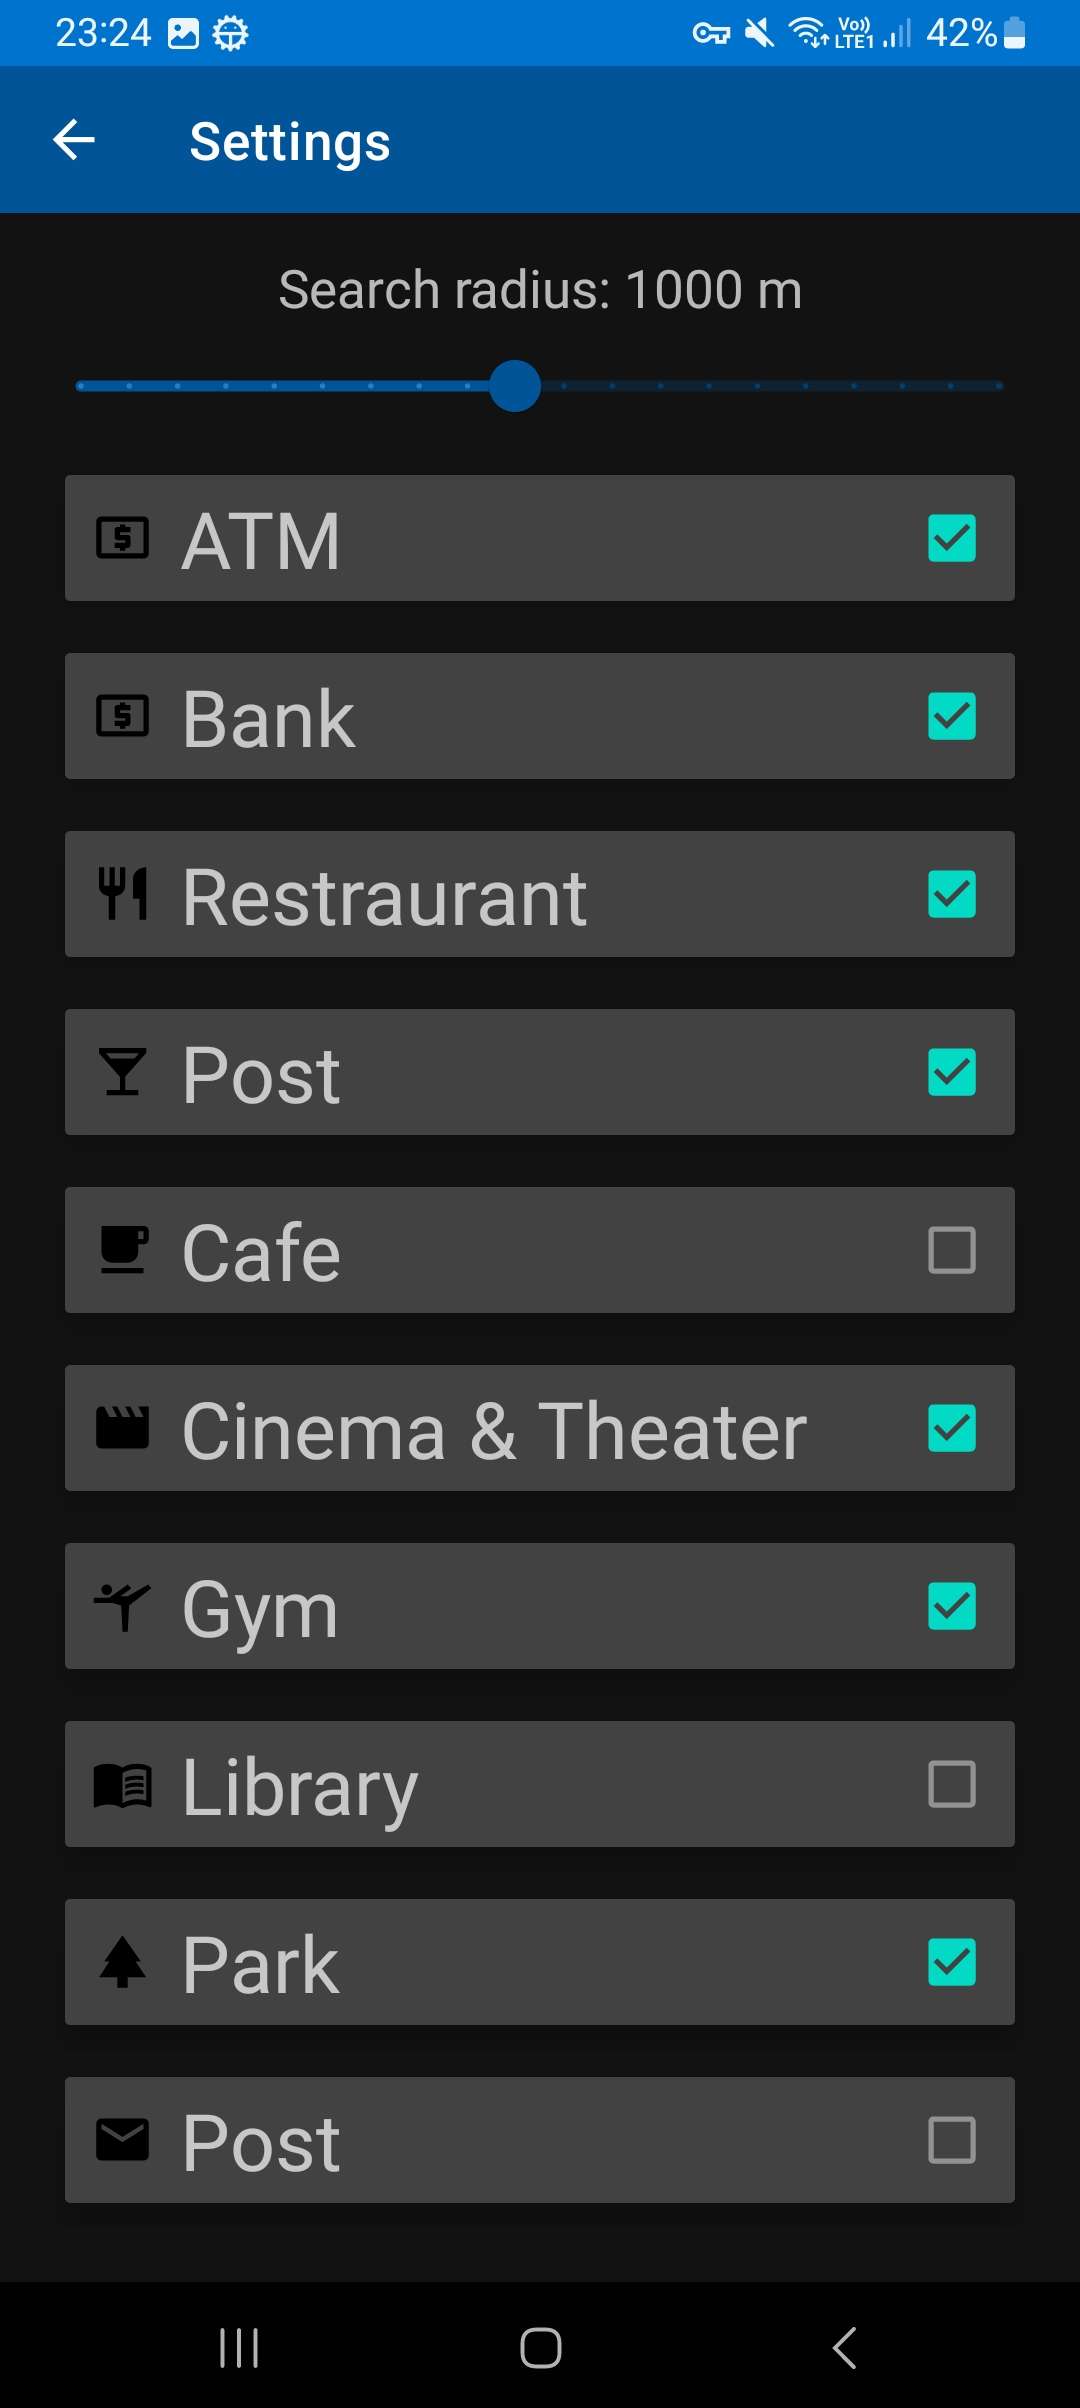 23:24 Vo)) LTE1 42%
Settings
Search radius: 1000 m
ATM
Bank
Restraurant
Post
Cafe
Cinema & Theater
Gym
Library
Park
Post